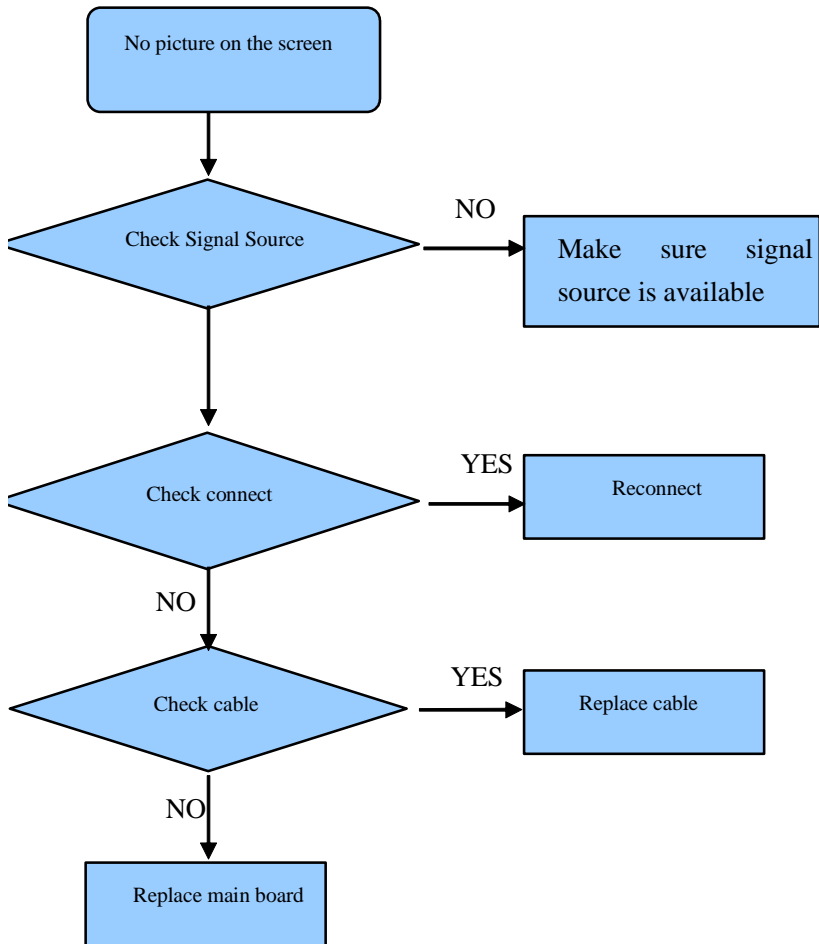 No picture on the screen
NO
Check Signal Source
Make sure signal
source is available
YES
Check connect
Reconnect
NO
YES
Check cable
Replace cable
NO
Replace main board